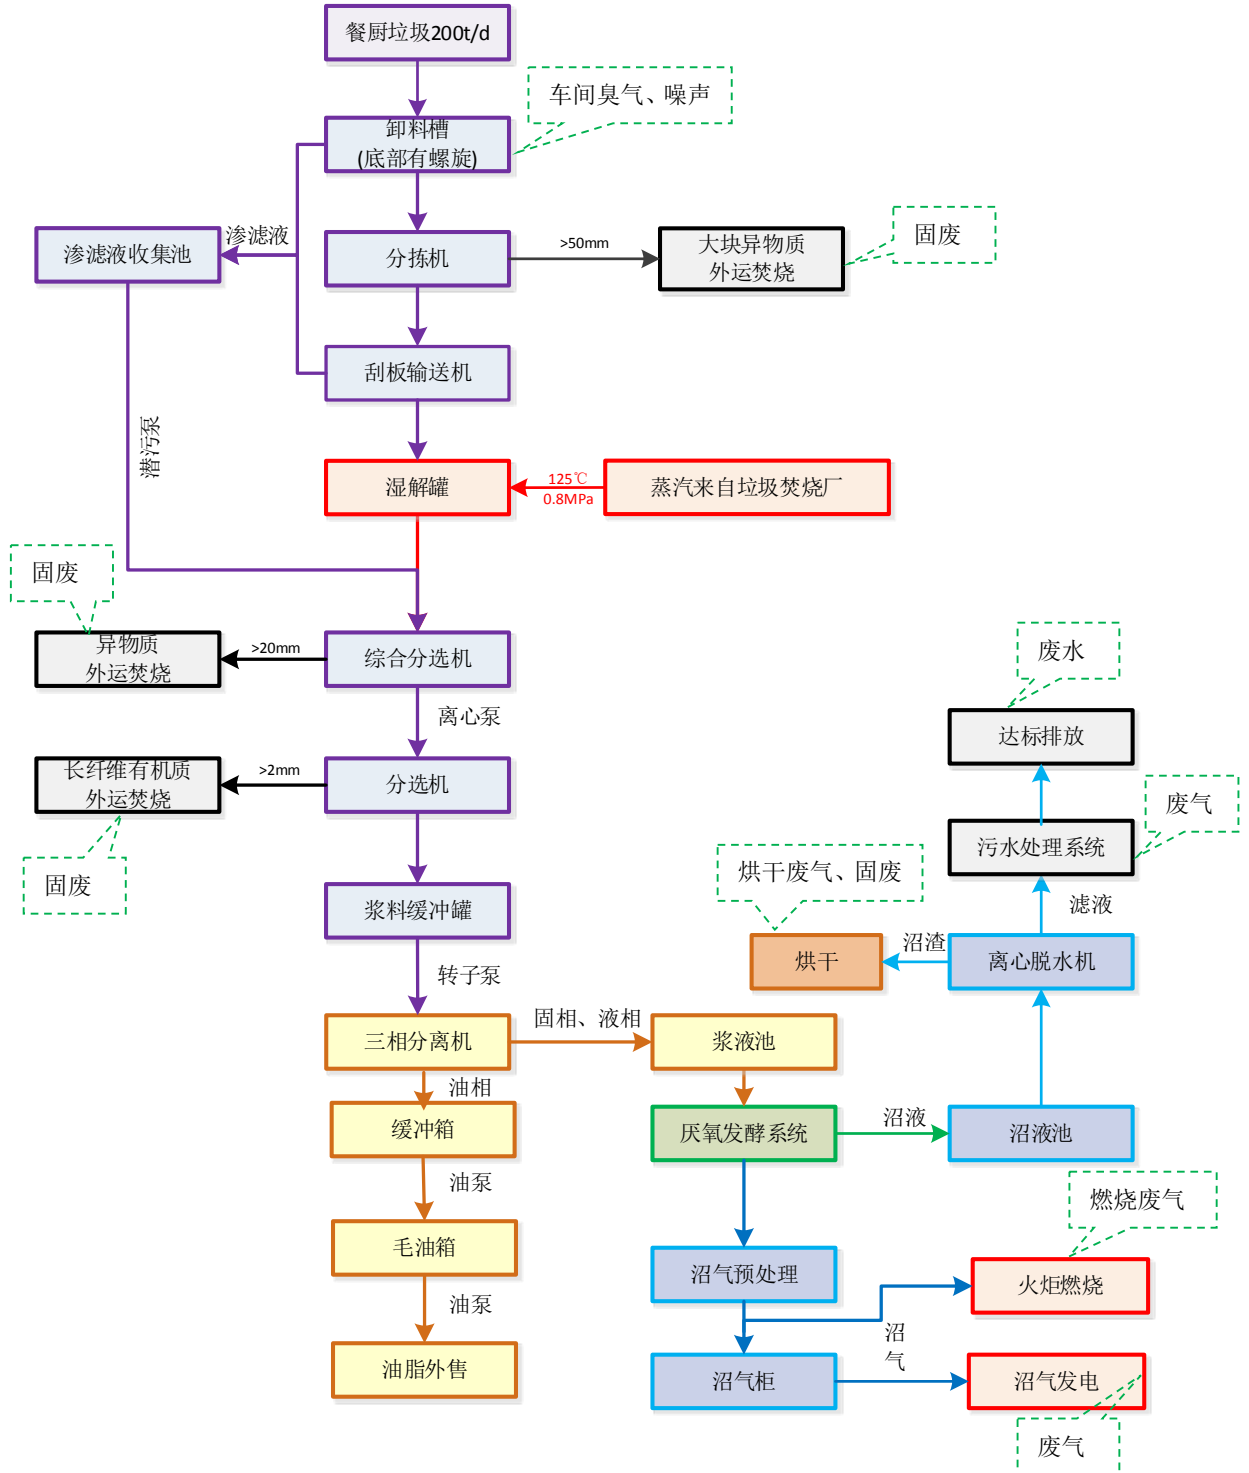 餐厨垃圾200t/d
车间臭气、噪声
卸料槽
(底部有螺旋)
渗滤液收集池
渗滤液
分拣机
>50mm
大块异物质
外运焚烧
固废
刮板输送机
潜污泵
湿解罐
125℃
0.8MPa
蒸汽来自垃圾焚烧厂
固废
异物质
外运焚烧
>20mm
综合分选机
离心泵
长纤维有机质
外运焚烧
>2mm
分选机
固废
浆料缓冲罐
转子泵
三相分离机
固相、液相
浆液池
油相
缓冲箱
油泵
毛油箱
油泵
油脂外售
厌氧发酵系统
沼液
沼液池
离心脱水机
沼渣
烘干
烘干废气、固废
滤液
污水处理系统
废气
达标排放
废水
沼气预处理
火炬燃烧
燃烧废气
沼气柜
沼
气
沼气发电
废气